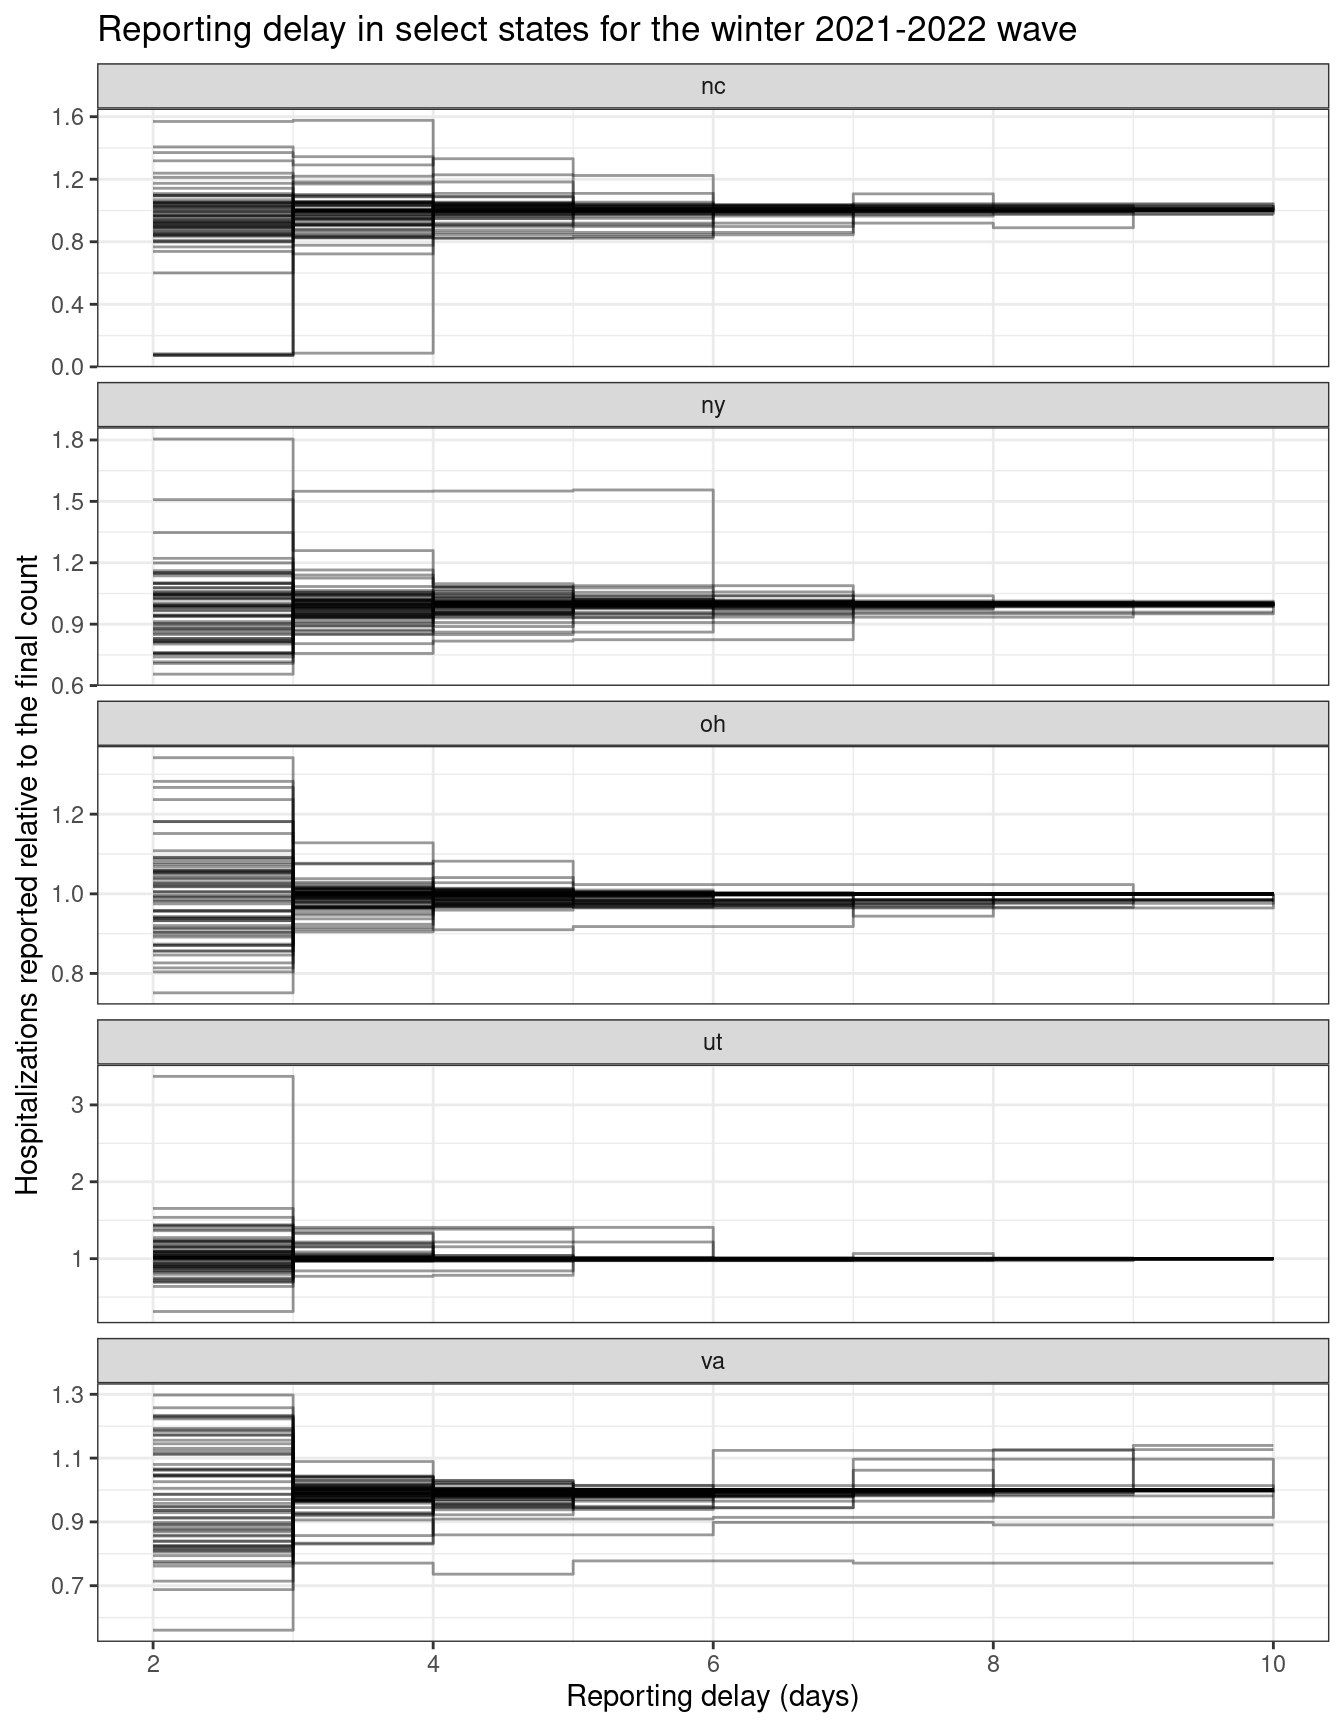 Reporting delay in select states for the winter 2021-2022 wave
nc
1.6
1.2
0.8
0.4
0.0
ny
1.8
1.5
1.2
0.9
0.6
oh
1.2
1.0
0.8
ut
3
2
1
va
1.3
1.1
0.9
0.7
2 4 6 8 10
Reporting delay (days)
Hospitalizations reported relative to the final count